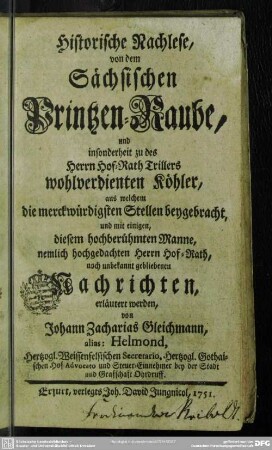 Historische Nachlese,
von dem
Sächsischen
Printzen-Raube,
und
insonderheit zu des
Herrn Hof-Rath Trillers
wohlverdienten Köhler,
aus welchem
die merckwürdigsten Stellen beygebracht,
und mit einigen,
diesem hochberühmten Manne,
nemlich hochgedachten Herrn Hof-Rath,
noch unbekannt gebliebenen
Nachrichten,
erläutert werden,
von
Johann Zacharias Gleichmann,
alias: Helmond,
Hertzogl. Weissenfelsischen Secretario, Hertzogl. Gothai-
schen Hof Advocato und Steuer-Einnehmer bey der Stadt
und Grafschaft Ohrdruff.
Erfurt, verlegts Joh. David Jungnicol, 1751.